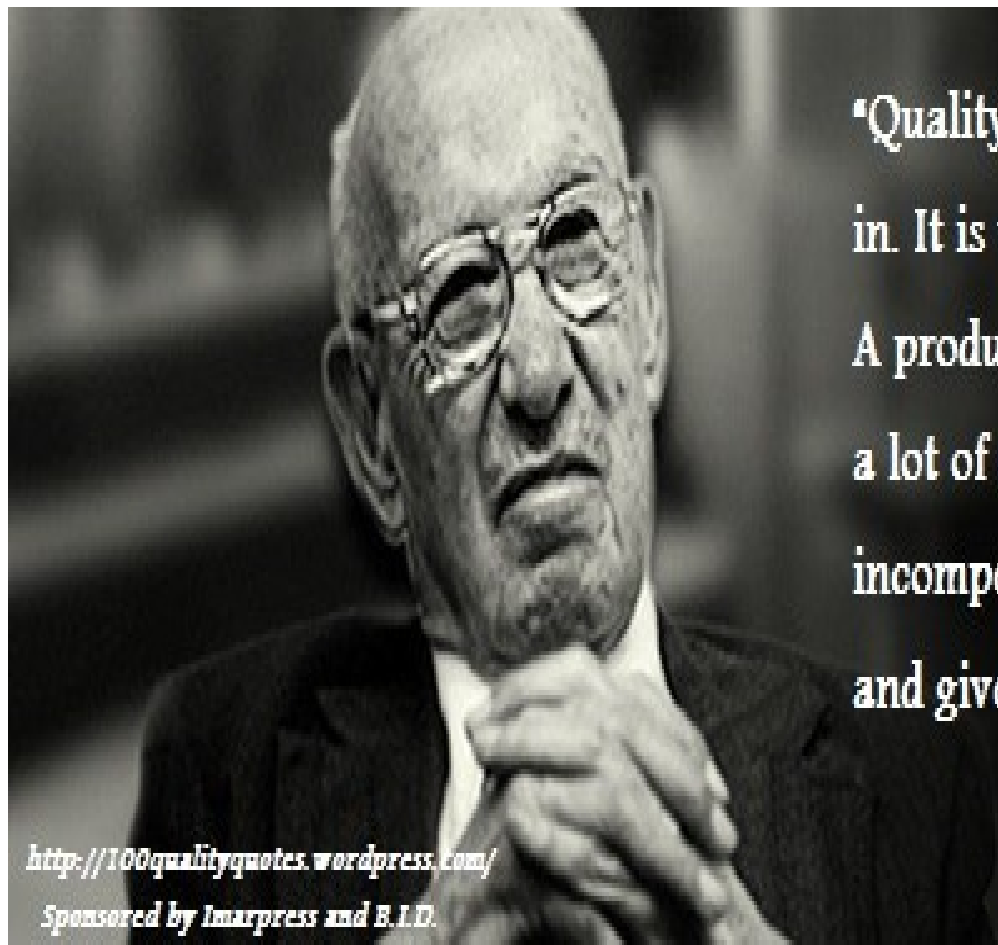 “Quality
in. It is
A produ
a lot of
incompe
and give
http://100qualityquotes.wordpress.com/
Sponsored by Imarpress and B.I.D.